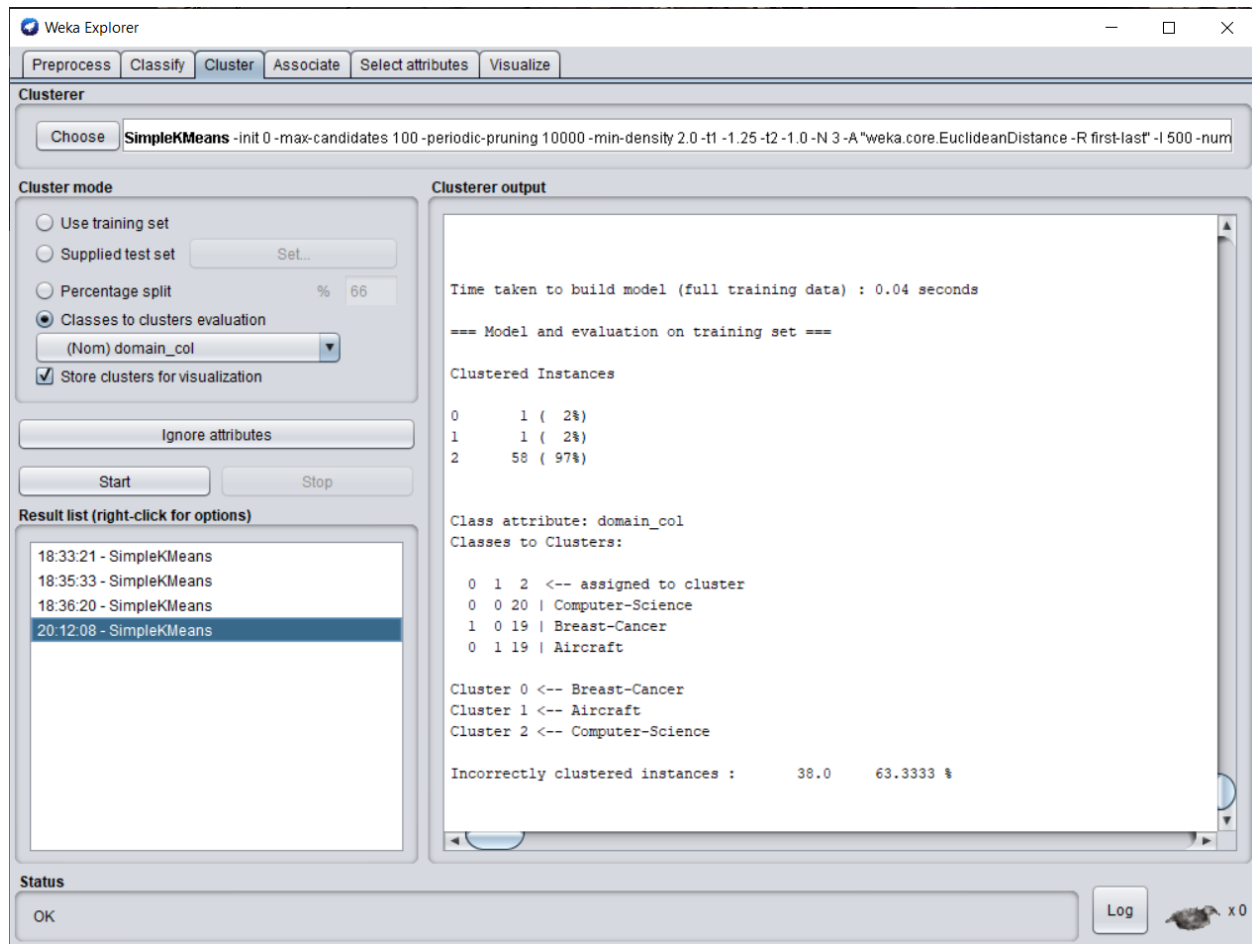 Weka Explorer
Preprocess Classify Cluster Associate Select attributes Visualize
Clusterer
Choose SimpleKMeans -init 0 -max-candidates 100 -periodic-pruning 10000 -min-density 2.0 -t1 -1.25 -t2 -1.0 -N 3 -A "weka.core.EuclideanDistance -R first-last" -I 500 -num
Cluster mode
Use training set
Supplied test set Set...
Percentage split % 66
Classes to clusters evaluation
(Nom) domain_col
Store clusters for visualization
Ignore attributes
Start Stop
Result list (right-click for options)
18:33:21 - SimpleKMeans
18:35:33 - SimpleKMeans
18:36:20 - SimpleKMeans
20:12:08 - SimpleKMeans
Clusterer output
Time taken to build model (full training data) : 0.04 seconds
=== Model and evaluation on training set ===
Clustered Instances
0 1 ( 2%)
1 1 ( 2%)
2 58 ( 97%)
Class attribute: domain_col
Classes to Clusters:
0 1 2 <-- assigned to cluster
0 0 20 | Computer-Science
1 0 19 | Breast-Cancer
0 1 19 | Aircraft
Cluster 0 <-- Breast-Cancer
Cluster 1 <-- Aircraft
Cluster 2 <-- Computer-Science
Incorrectly clustered instances : 38.0 63.3333 %
Status
OK
Log
x 0